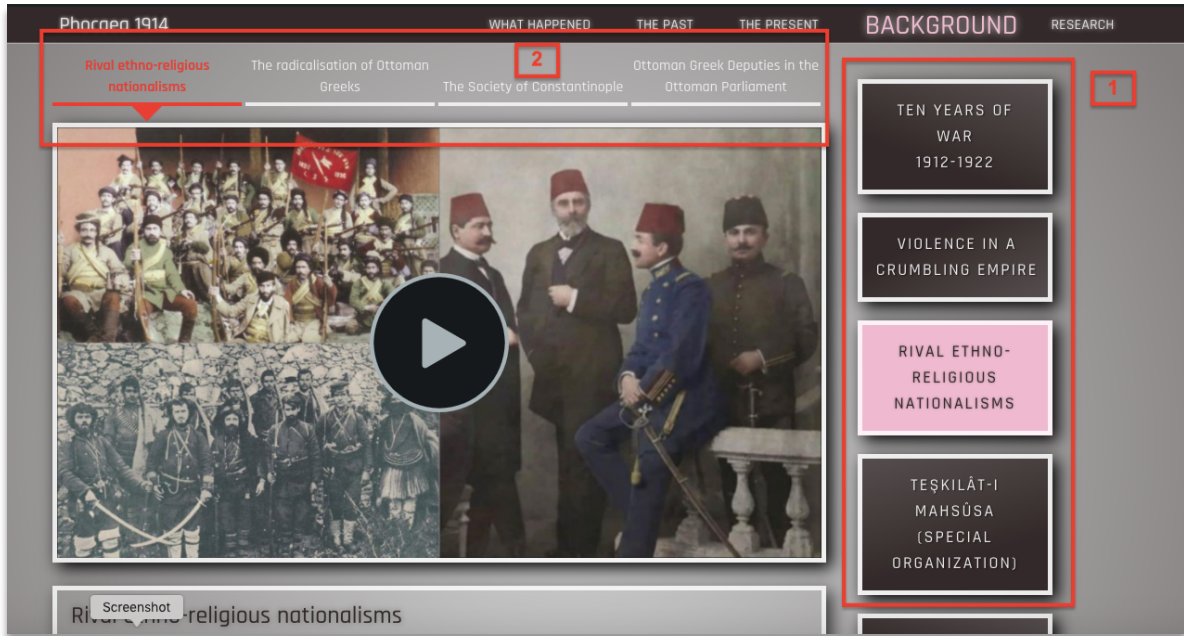 Phocaea 1914
WHAT HAPPENED
THE PAST
THE PRESENT
BACKGROUND
RESEARCH
Rival ethno-religious
nationalisms
The radicalisation of Ottoman
Greeks
2
The Society of Constantinople
Ottoman Greek Deputies in the
Ottoman Parliament
1
TEN YEARS OF
WAR
1912-1922
VIOLENCE IN A
CRUMBLING EMPIRE
RIVAL ETHNO-
RELIGIOUS
NATIONALISMS
TEŞKILÂT-I
MAHSÛSA
(SPECIAL
ORGANIZATION)
Rival ethno-religious nationalisms
Screenshot